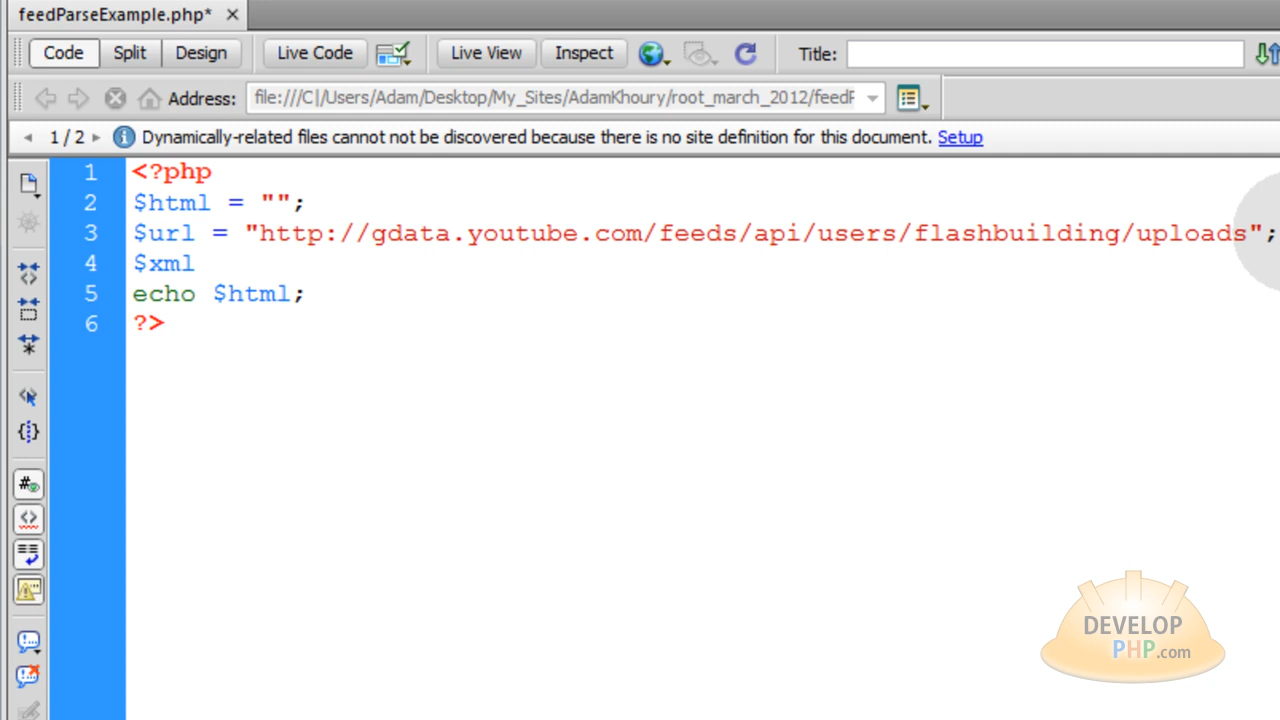 feedParseExample.php* ×
Code Split Design Live Code Live View Inspect Title:
Address: file:///C|/Users/Adam/Desktop/My_Sites/AdamKhoury/root_march_2012/feedF
1 / 2 Dynamically-related files cannot not be discovered because there is no site definition for this document. Setup
1 <?php
2 $html = "";
3 $url = "http://gdata.youtube.com/feeds/api/users/flashbuilding/uploads";
4 $xml
5 echo $html;
6 ?>
DEVELOP
PHP.com